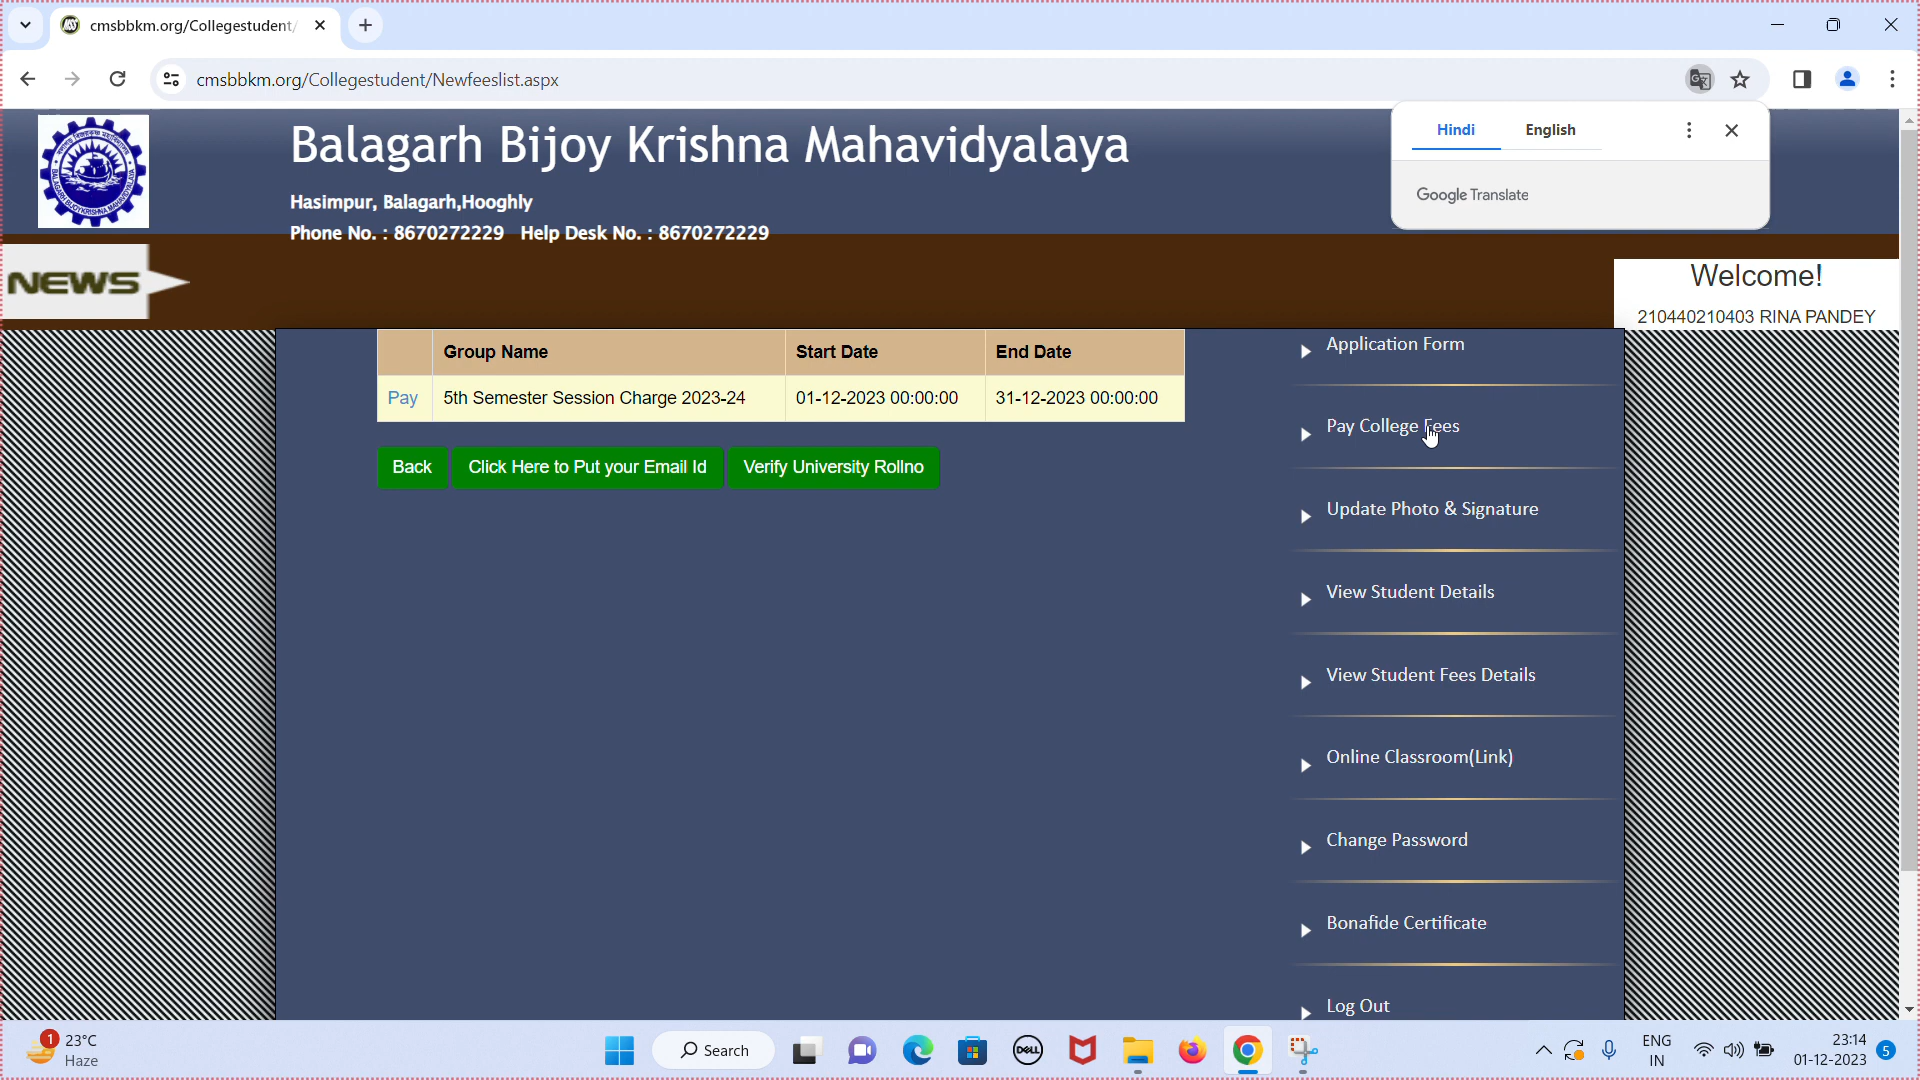 cmsbbkm.org/Collegestudent/
cmsbbkm.org/Collegestudent/Newfeeslist.aspx
Balagarh Bijoy Krishna Mahavidyalaya
Hindi English
Hasimpur, Balagarh,Hooghly
Google Translate
Phone No. : 8670272229 Help Desk No. : 8670272229
NEWS
Welcome!
210440210403 RINA PANDEY
Group Name Start Date End Date
Pay 5th Semester Session Charge 2023-24 01-12-2023 00:00:00 31-12-2023 00:00:00
Back Click Here to Put your Email Id Verify University Rollno
Application Form
Pay College Fees
Update Photo & Signature
View Student Details
View Student Fees Details
Online Classroom(Link)
Change Password
Bonafide Certificate
Log Out
1 23°C
Haze
Search
DELL
ENG
IN
23:14
01-12-2023
5